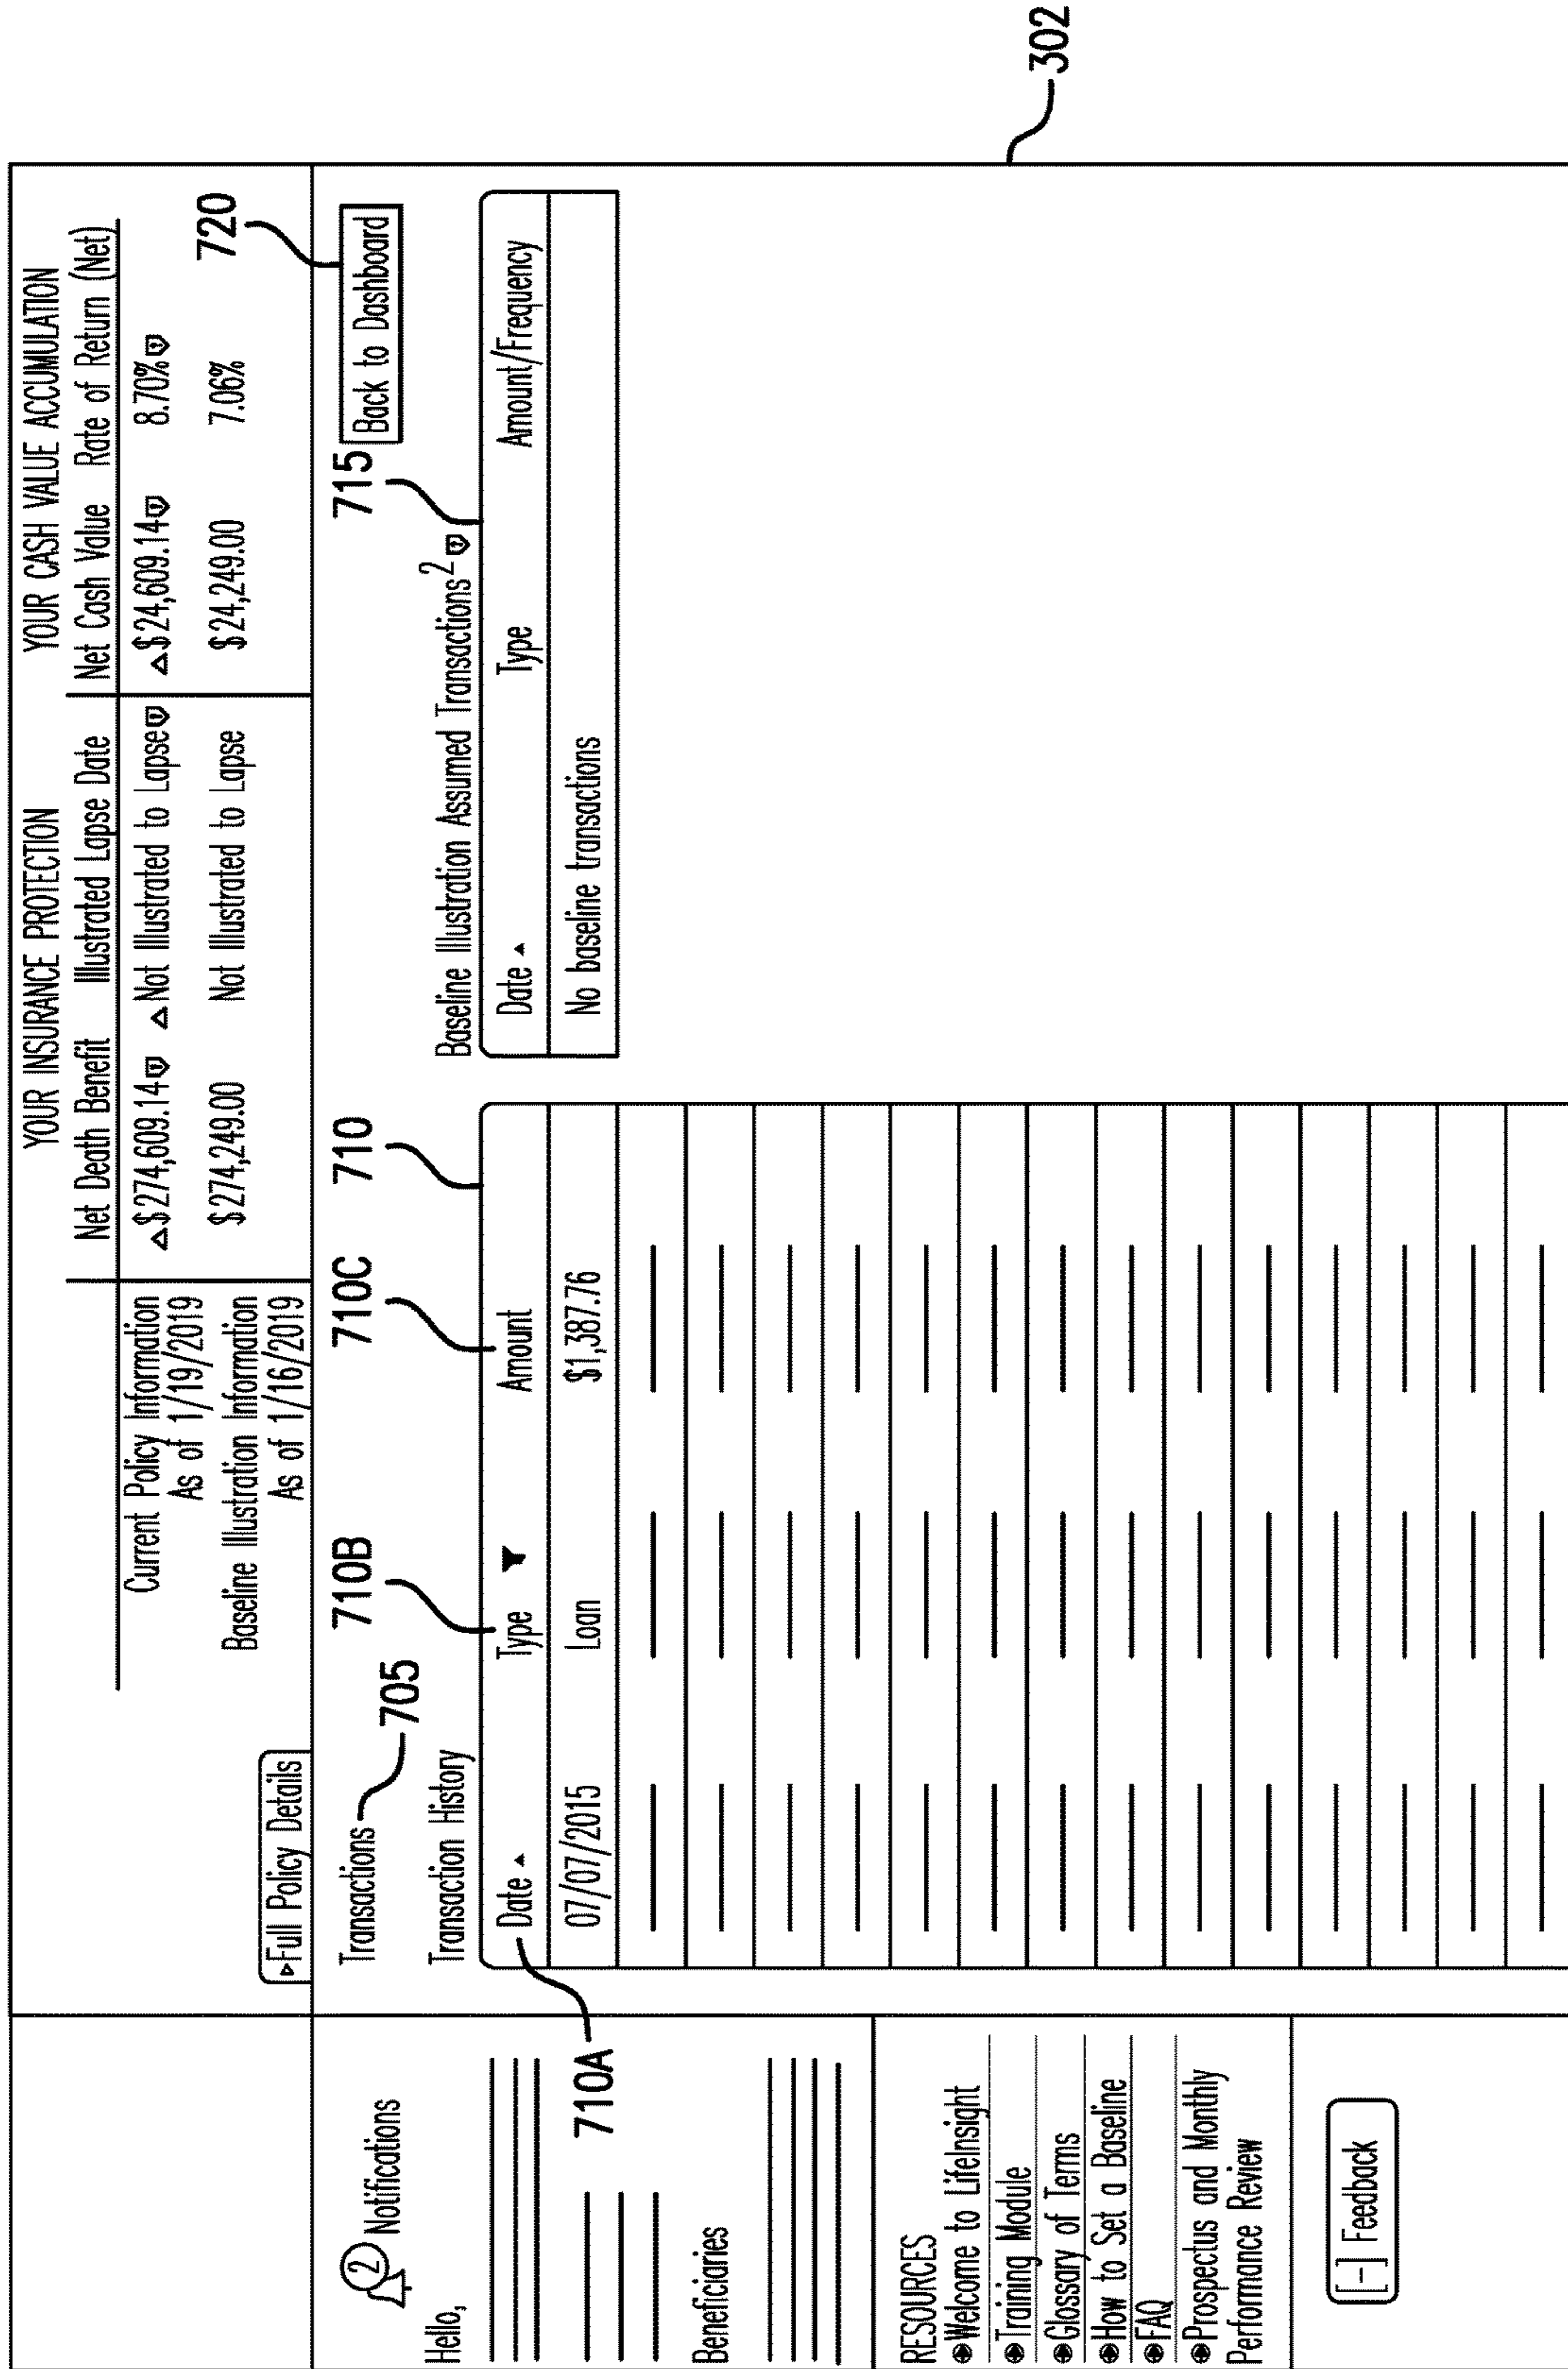 YOUR INSURANCE PROTECTION
YOUR CASH VALUE ACCUMULATION
Net Death Benefit Illustrated Lapse Date Net Cash Value Rate of Return (Net)
Current Policy Information
As of 1/19/2019
$274,609.14 Not Illustrated to Lapse $24,609.14 8.70%
Baseline Illustration Information
As of 1/16/2019
$274,249.00 Not Illustrated to Lapse $24,249.00 7.06%
720
Full Policy Details
2 Notifications
Hello,
Beneficiaries
RESOURCES
Welcome to LifeInsight
Training Module
Glossary of Terms
How to Set a Baseline
FAQ
Prospectus and Monthly
Performance Review
[-] Feedback
Transactions 705
710B
710C
710
715
Back to Dashboard
Transaction History
Date Type Amount
07/07/2015 Loan $1,387.76
710A
Baseline Illustration Assumed Transactions2
Date Type Amount/Frequency
No baseline transactions
302